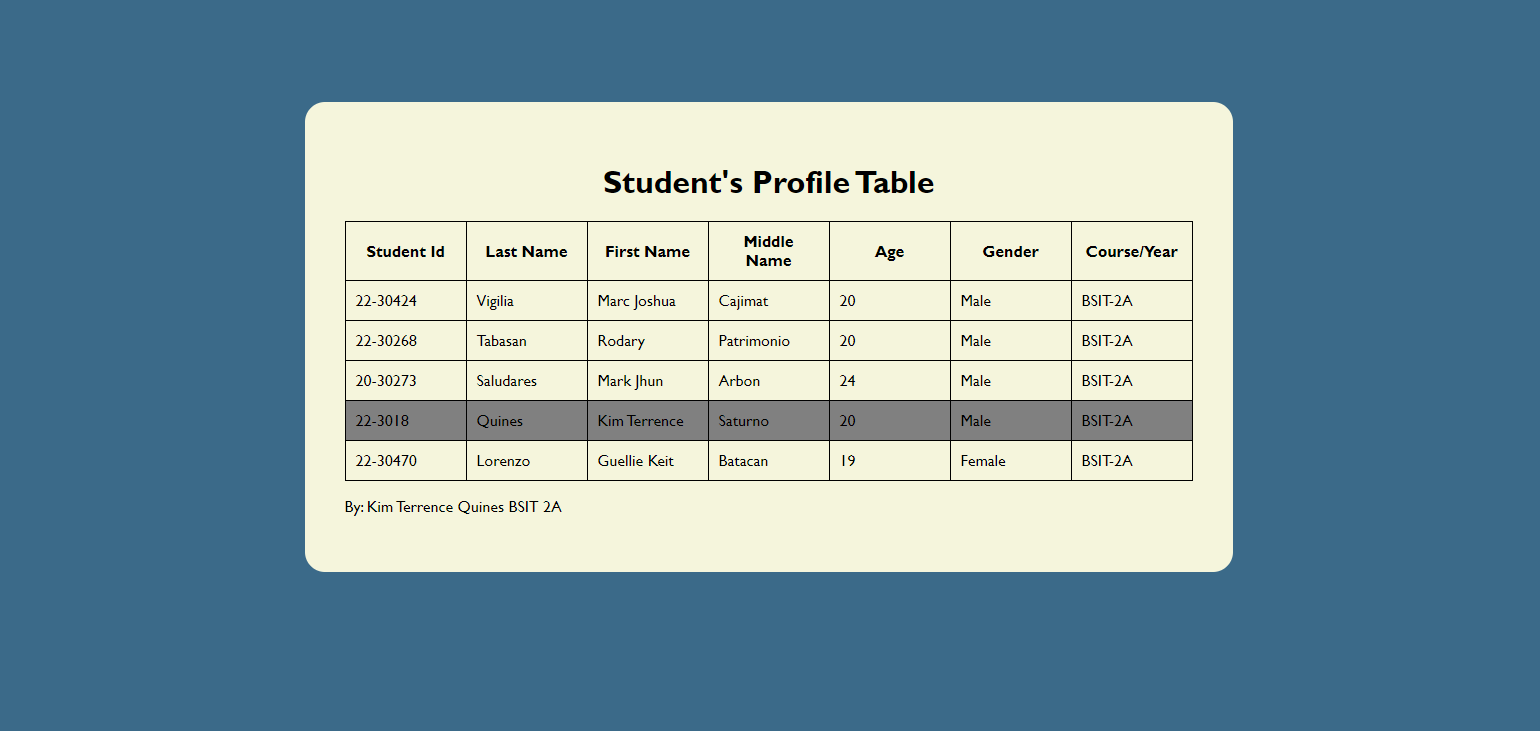 Student's Profile Table
Student Id Last Name First Name Middle Name Age Gender Course/Year
22-30424 Vigilia Marc Joshua Cajimat 20 Male BSIT-2A
22-30268 Tabasan Rodary Patrimonio 20 Male BSIT-2A
20-30273 Saludares Mark Jhun Arbon 24 Male BSIT-2A
22-3018 Quines Kim Terrence Saturno 20 Male BSIT-2A
22-30470 Lorenzo Guellie Keit Batacan 19 Female BSIT-2A
By: Kim Terrence Quines BSIT 2A